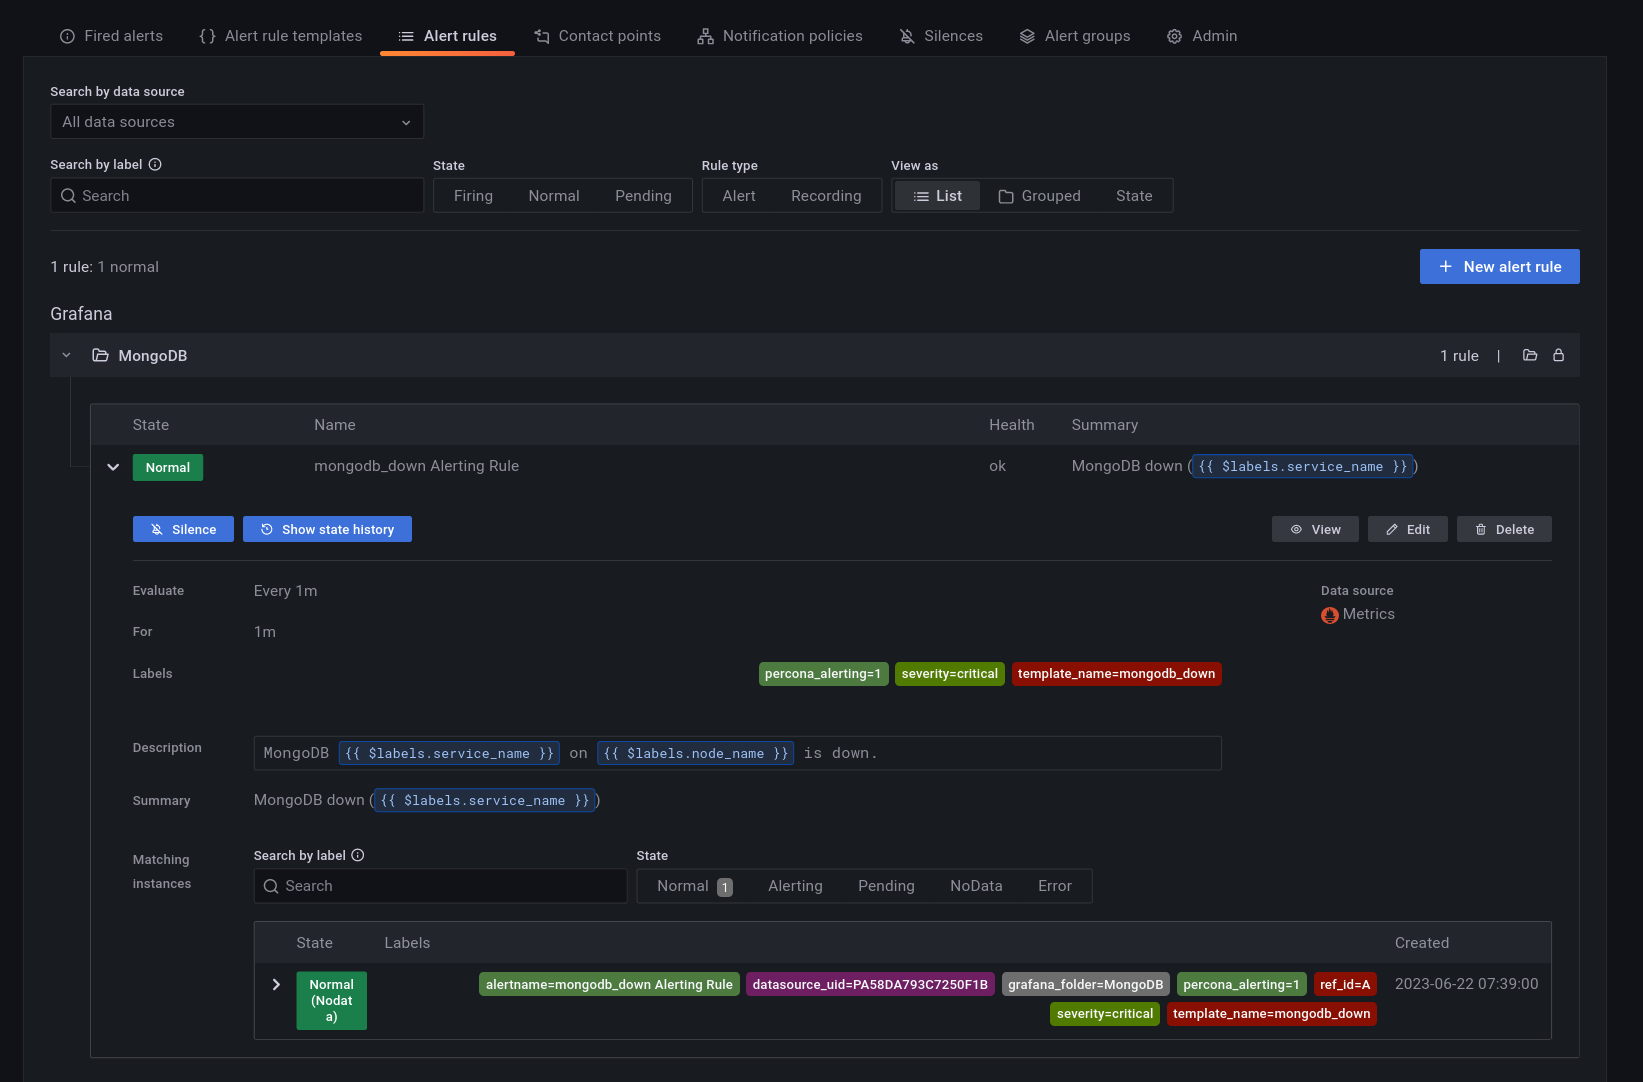 Fired alerts {} Alert rule templates Alert rules Contact points Notification policies Silences Alert groups Admin
Search by data source
All data sources
Search by label State Rule type View as
Search Firing Normal Pending Alert Recording List Grouped State
1 rule: 1 normal + New alert rule
Grafana
MongoDB 1 rule |
State Name Health Summary
Normal mongodb_down Alerting Rule ok MongoDB down ({{ $labels.service_name }})
Silence Show state history View Edit Delete
Evaluate Every 1m Data source
Metrics
For 1m
Labels percona_alerting=1 severity=critical template_name=mongodb_down
Description MongoDB {{ $labels.service_name }} on {{ $labels.node_name }} is down.
Summary MongoDB down ({{ $labels.service_name }})
Matching instances
Search by label State
Search Normal 1 Alerting Pending NoData Error
State Labels Created
Normal (Nodat a) alertname=mongodb_down Alerting Rule datasource_uid=PA58DA793C7250F1B grafana_folder=MongoDB percona_alerting=1 ref_id=A 2023-06-22 07:39:00
severity=critical template_name=mongodb_down